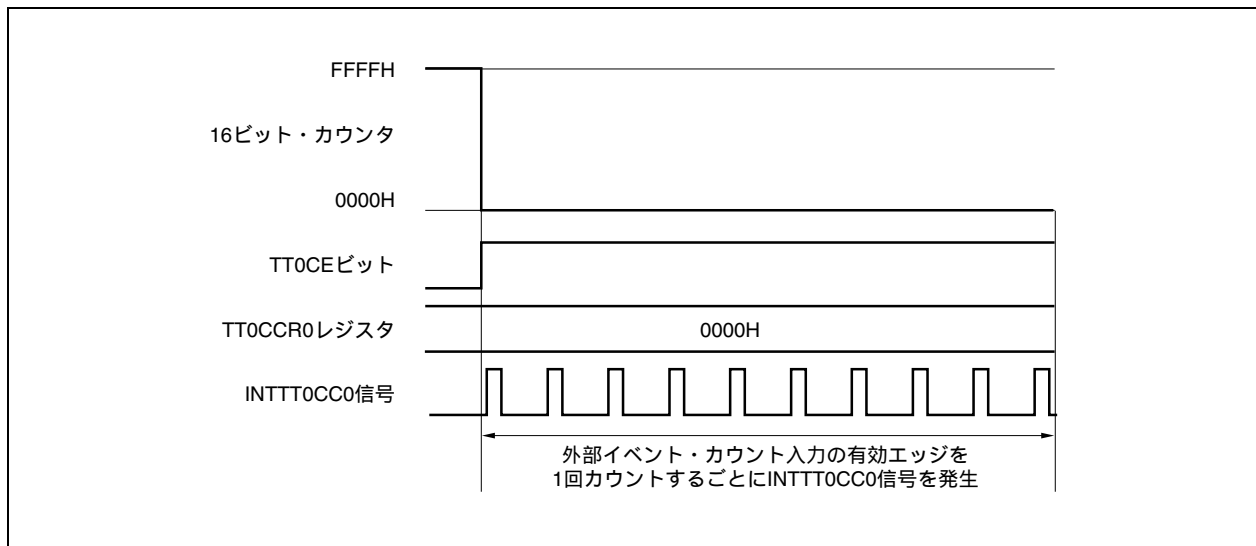 FFFFH
16ビット・カウンタ
0000H
TT0CEビット
TT0CCR0レジスタ
0000H
INTTT0CC0信号
外部イベント・カウント入力の有効エッジを
1回カウントするごとにINTTT0CC0信号を発生